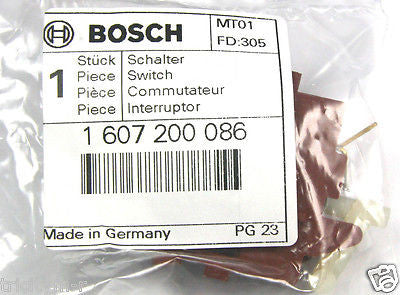 BOSCH
MT01
FD:305
1
Stück Schalter
Piece Switch
Pièce Commutateur
Pieza Interruptor
1 607 200 086
Made in Germany PG 23